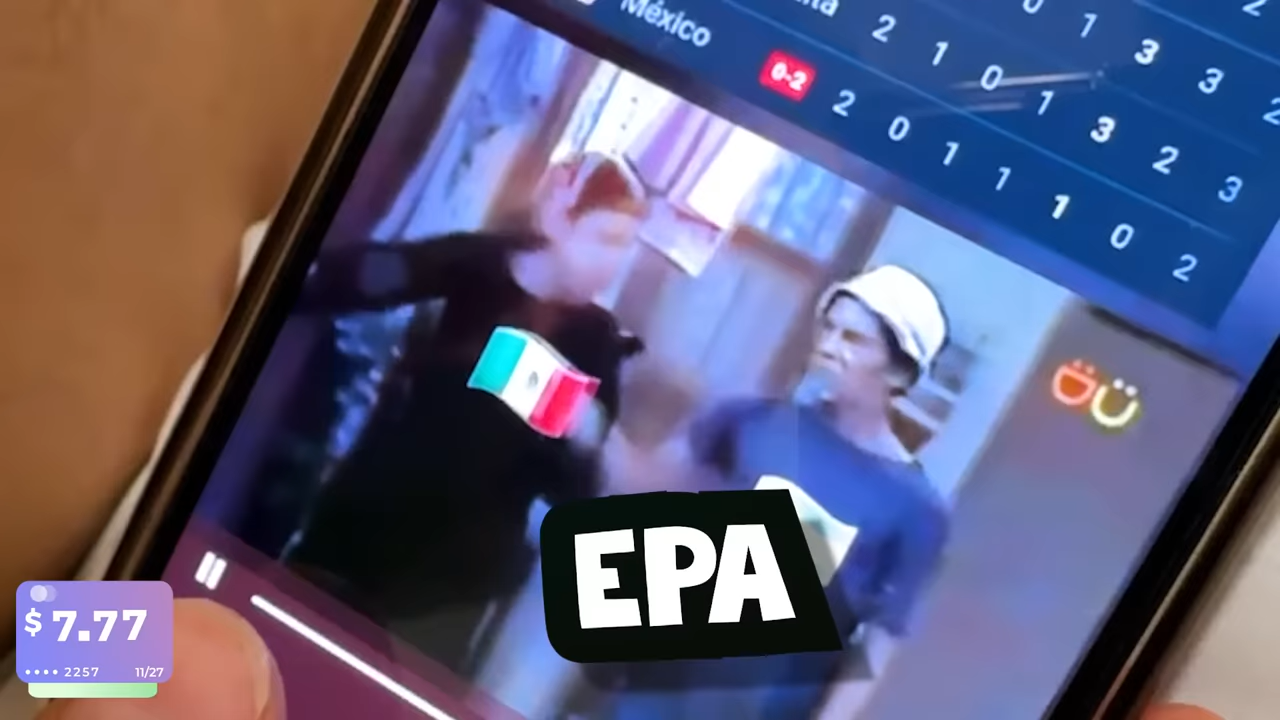 0 1 3 3 2
2 1 0 1 3 2 3
México 0-2 2 0 1 1 1 0 2
EPA
$ 7.77
•••• 2257 11/27